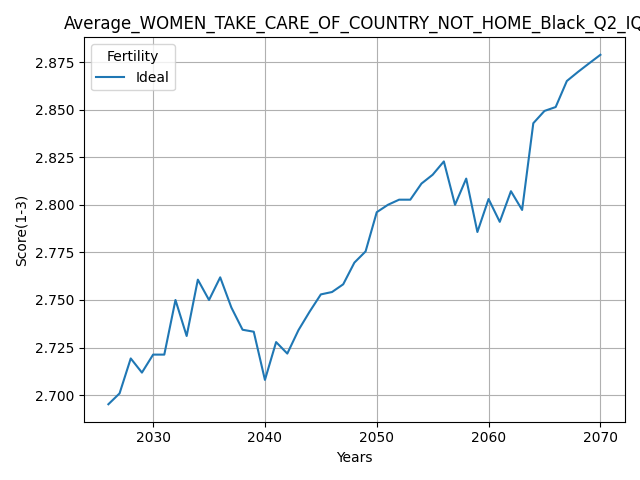 Average_WOMEN_TAKE_CARE_OF_COUNTRY_NOT_HOME_Black_Q2_IQ
Fertility
Ideal
2.875
2.850
2.825
2.800
2.775
2.750
2.725
2.700
Score(1-3)
2030 2040 2050 2060 2070
Years